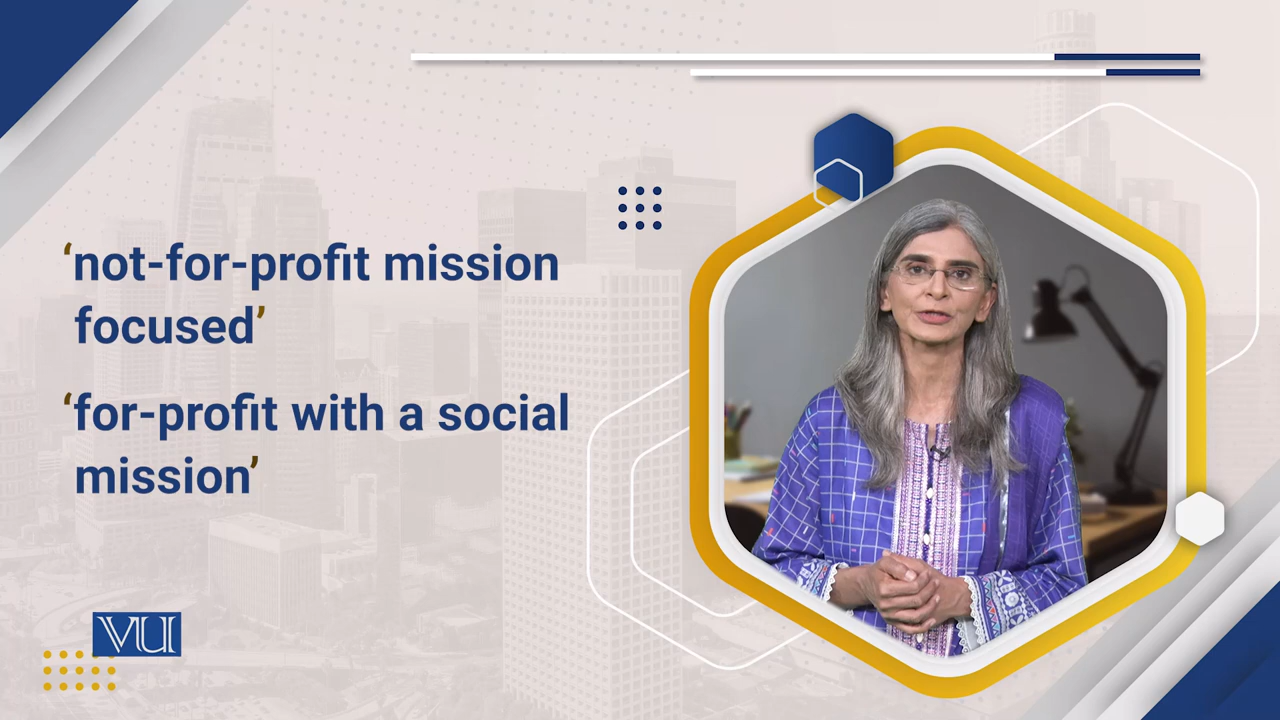 ‘not-for-profit mission
focused’
‘for-profit with a social
mission’
VU